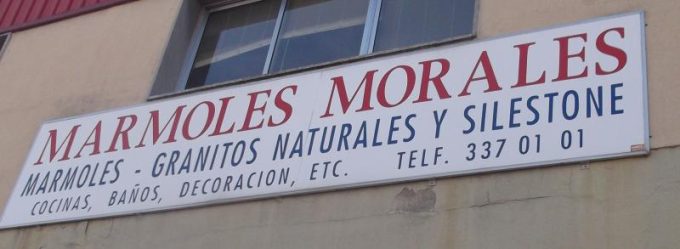 MARMOLES MORALES
MARMOLES - GRANITOS NATURALES Y SILESTONE
COCINAS, BAÑOS, DECORACION, ETC. TELF. 337 01 01